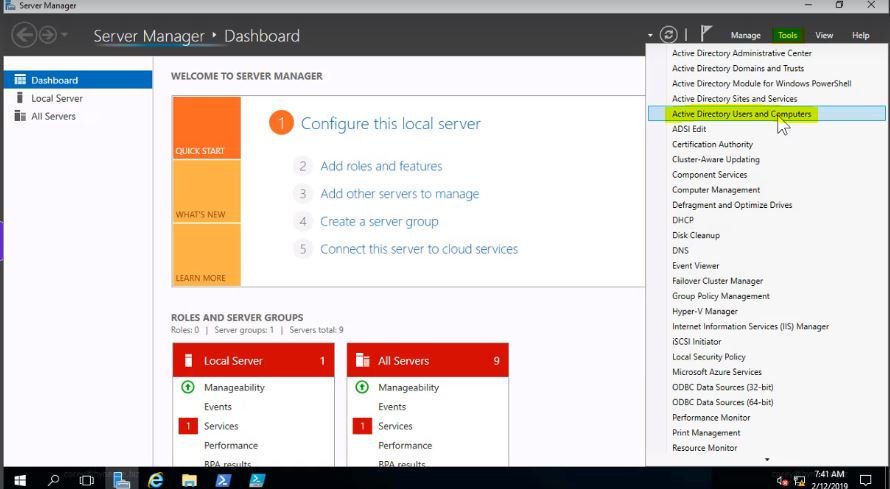 Server Manager
Server Manager ‣ Dashboard
Manage Tools View Help
Dashboard
Local Server
All Servers
WELCOME TO SERVER MANAGER
QUICK START
WHAT'S NEW
LEARN MORE
1 Configure this local server
2 Add roles and features
3 Add other servers to manage
4 Create a server group
5 Connect this server to cloud services
ROLES AND SERVER GROUPS
Roles: 0 | Server groups: 1 | Servers total: 9
Local Server 1
Manageability
Events
1 Services
Performance
BPA results
All Servers 9
Manageability
Events
1 Services
Performance
BPA results
Active Directory Administrative Center
Active Directory Domains and Trusts
Active Directory Module for Windows PowerShell
Active Directory Sites and Services
Active Directory Users and Computers
ADSI Edit
Certification Authority
Cluster-Aware Updating
Component Services
Computer Management
Defragment and Optimize Drives
DHCP
Disk Cleanup
DNS
Event Viewer
Failover Cluster Manager
Group Policy Management
Hyper-V Manager
Internet Information Services (IIS) Manager
iSCSI Initiator
Local Security Policy
Microsoft Azure Services
ODBC Data Sources (32-bit)
ODBC Data Sources (64-bit)
Performance Monitor
Print Management
Resource Monitor
7:41 AM
2/12/2019